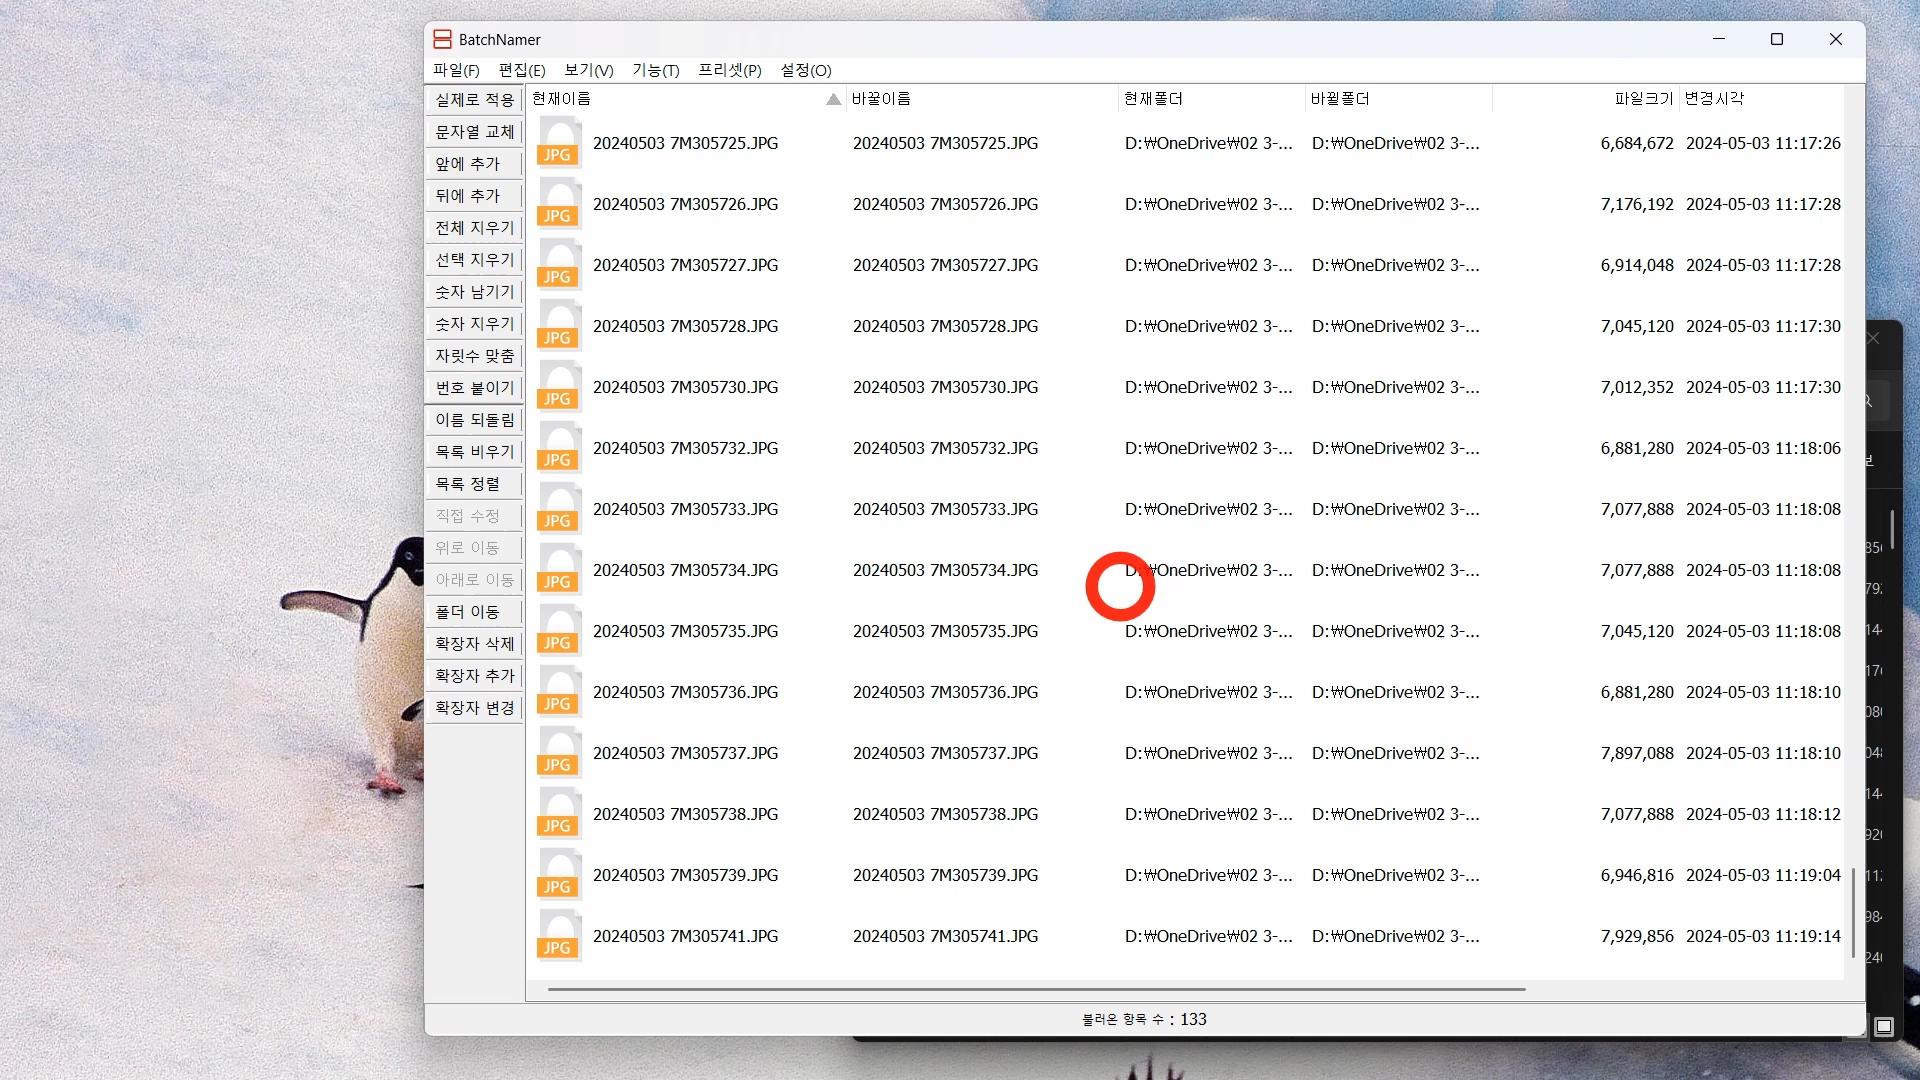 BatchNamer
파일(F) 편집(E) 보기(V) 기능(T) 프리셋(P) 설정(O)
현재이름 바꿀이름 현재폴더 바뀔폴더 파일크기 변경시각
실제로 적용
문자열 교체
앞에 추가
뒤에 추가
전체 지우기
선택 지우기
숫자 남기기
숫자 지우기
자릿수 맞춤
번호 붙이기
이름 되돌림
목록 비우기
목록 정렬
직접 수정
위로 이동
아래로 이동
폴더 이동
확장자 삭제
확장자 추가
확장자 변경
JPG 20240503 7M305725.JPG 20240503 7M305725.JPG D:₩OneDrive₩02 3-... D:₩OneDrive₩02 3-... 6,684,672 2024-05-03 11:17:26
JPG 20240503 7M305726.JPG 20240503 7M305726.JPG D:₩OneDrive₩02 3-... D:₩OneDrive₩02 3-... 7,176,192 2024-05-03 11:17:28
JPG 20240503 7M305727.JPG 20240503 7M305727.JPG D:₩OneDrive₩02 3-... D:₩OneDrive₩02 3-... 6,914,048 2024-05-03 11:17:28
JPG 20240503 7M305728.JPG 20240503 7M305728.JPG D:₩OneDrive₩02 3-... D:₩OneDrive₩02 3-... 7,045,120 2024-05-03 11:17:30
JPG 20240503 7M305730.JPG 20240503 7M305730.JPG D:₩OneDrive₩02 3-... D:₩OneDrive₩02 3-... 7,012,352 2024-05-03 11:17:30
JPG 20240503 7M305732.JPG 20240503 7M305732.JPG D:₩OneDrive₩02 3-... D:₩OneDrive₩02 3-... 6,881,280 2024-05-03 11:18:06
JPG 20240503 7M305733.JPG 20240503 7M305733.JPG D:₩OneDrive₩02 3-... D:₩OneDrive₩02 3-... 7,077,888 2024-05-03 11:18:08
JPG 20240503 7M305734.JPG 20240503 7M305734.JPG D:₩OneDrive₩02 3-... D:₩OneDrive₩02 3-... 7,077,888 2024-05-03 11:18:08
JPG 20240503 7M305735.JPG 20240503 7M305735.JPG D:₩OneDrive₩02 3-... D:₩OneDrive₩02 3-... 7,045,120 2024-05-03 11:18:08
JPG 20240503 7M305736.JPG 20240503 7M305736.JPG D:₩OneDrive₩02 3-... D:₩OneDrive₩02 3-... 6,881,280 2024-05-03 11:18:10
JPG 20240503 7M305737.JPG 20240503 7M305737.JPG D:₩OneDrive₩02 3-... D:₩OneDrive₩02 3-... 7,897,088 2024-05-03 11:18:10
JPG 20240503 7M305738.JPG 20240503 7M305738.JPG D:₩OneDrive₩02 3-... D:₩OneDrive₩02 3-... 7,077,888 2024-05-03 11:18:12
JPG 20240503 7M305739.JPG 20240503 7M305739.JPG D:₩OneDrive₩02 3-... D:₩OneDrive₩02 3-... 6,946,816 2024-05-03 11:19:04
JPG 20240503 7M305741.JPG 20240503 7M305741.JPG D:₩OneDrive₩02 3-... D:₩OneDrive₩02 3-... 7,929,856 2024-05-03 11:19:14
불러온 항목 수 : 133